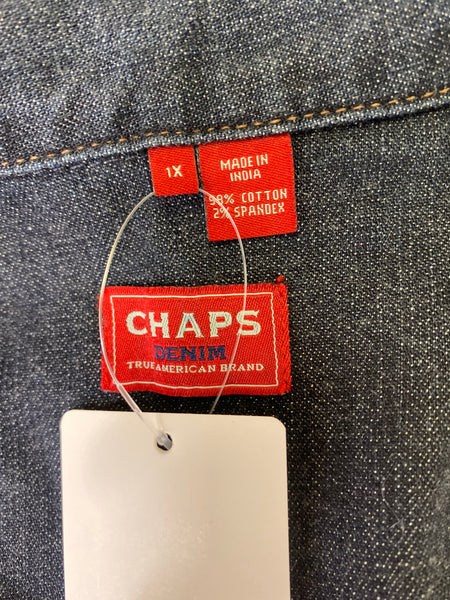 1X
MADE IN
INDIA
98% COTTON
2% SPANDEX
CHAPS
DENIM
TRUE AMERICAN BRAND